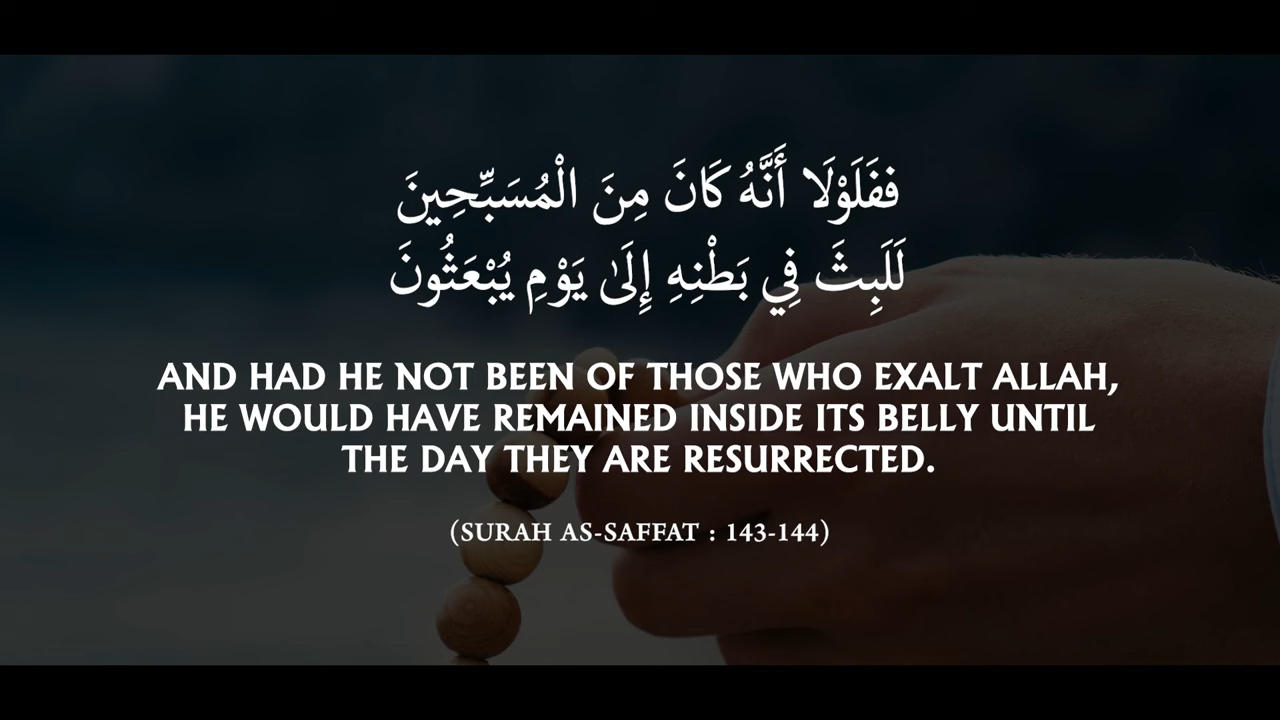 ففَلَوْلَا أَنَّهُ كَانَ مِنَ الْمُسَبِّحِينَ
لَلَبِثَ فِي بَطْنِهِ إِلَىٰ يَوْمِ يُبْعَثُونَ
AND HAD HE NOT BEEN OF THOSE WHO EXALT ALLAH,
HE WOULD HAVE REMAINED INSIDE ITS BELLY UNTIL
THE DAY THEY ARE RESURRECTED.
(SURAH AS-SAFFAT : 143-144)